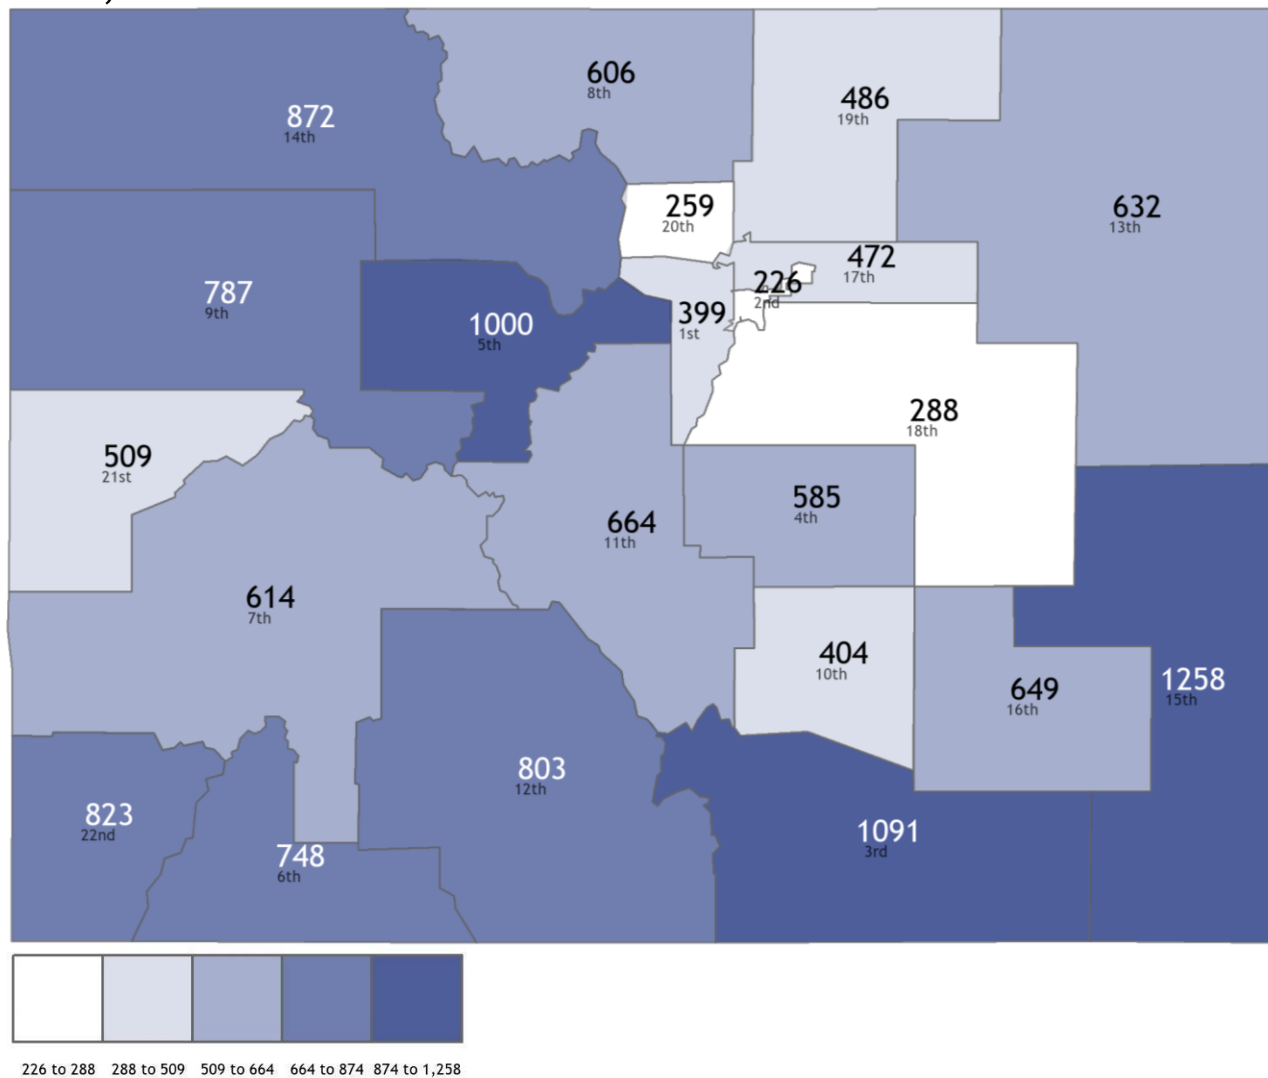 606
8th
486
19th
872
14th
259
20th
632
13th
472
17th
226
2nd
787
9th
399
1st
1000
5th
288
18th
509
21st
585
4th
664
11th
614
7th
404
10th
649
16th
1258
15th
803
12th
823
22nd
1091
3rd
748
6th
226 to 288 288 to 509 509 to 664 664 to 874 874 to 1,258